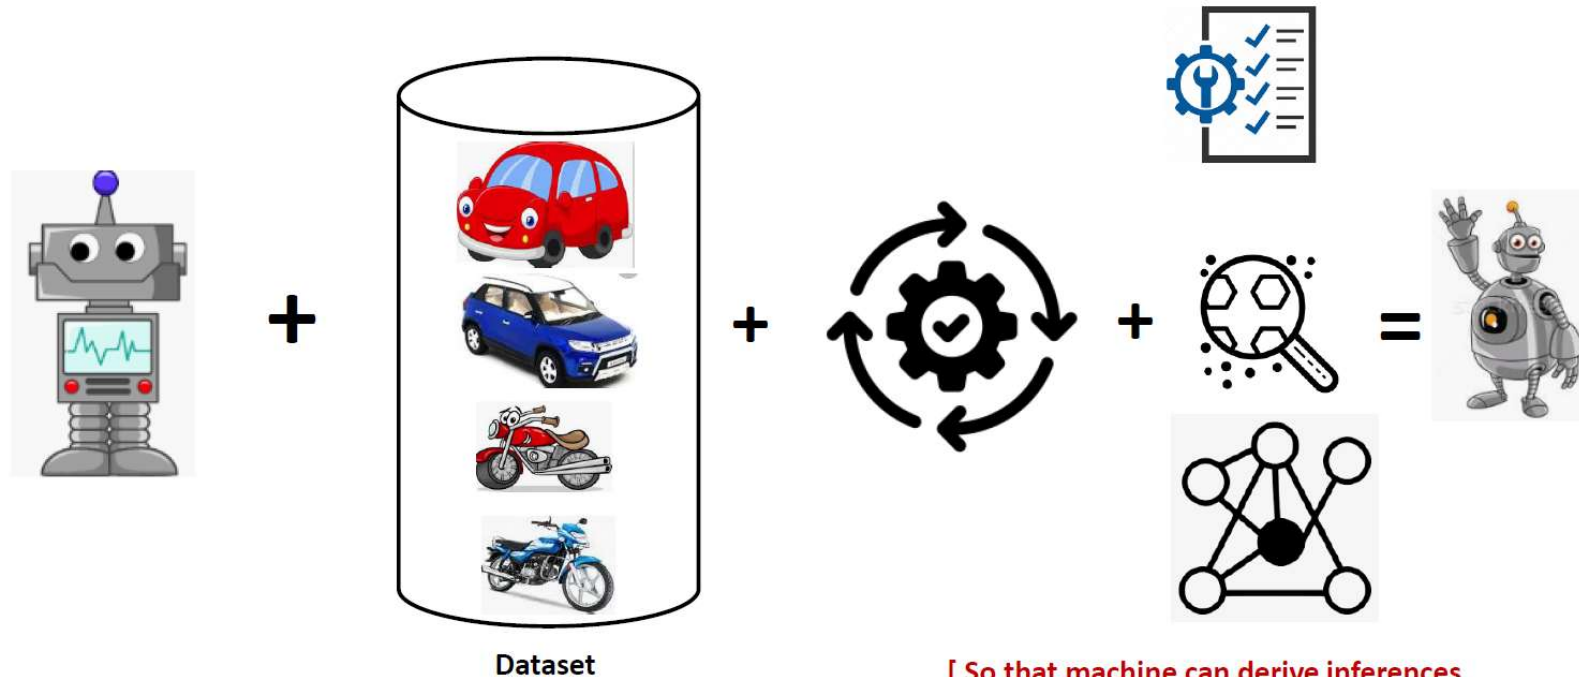 +
+
+
=
Dataset
[ So that machine can derive inferences